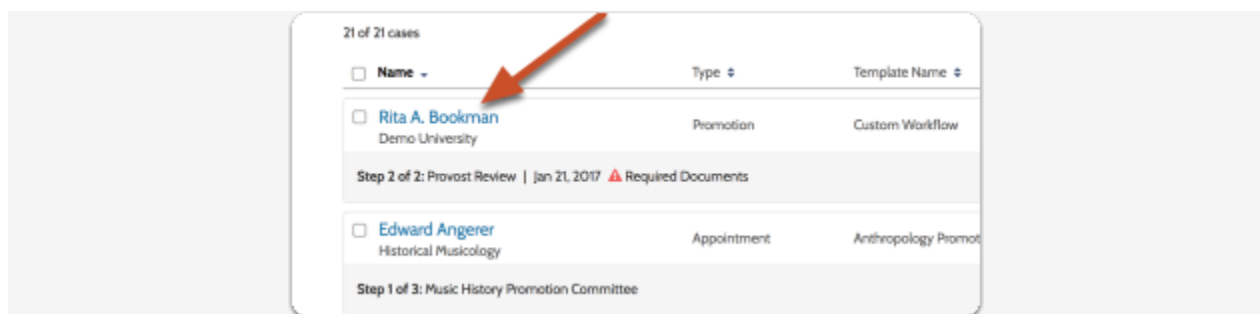 21 of 21 cases
Name Type Template Name
Rita A. Bookman Promotion Custom Workflow
Demo University
Step 2 of 2: Provost Review | Jan 21, 2017 Required Documents
Edward Angerer Appointment Anthropology Promot
Historical Musicology
Step 1 of 3: Music History Promotion Committee